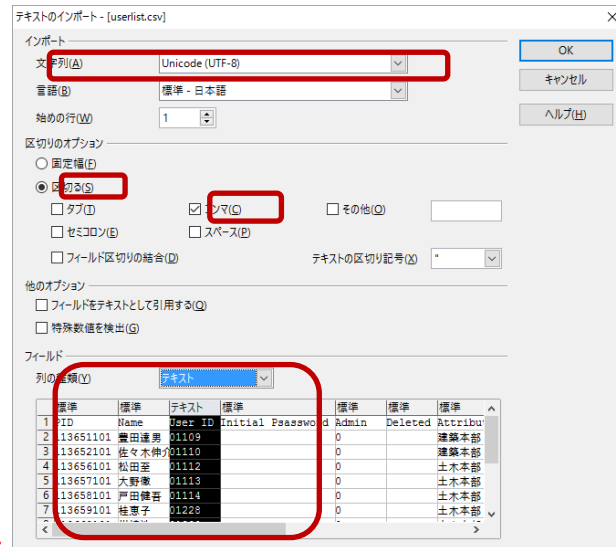 テキストのインポート - [userlist.csv]
インポート
文字列(A) Unicode (UTF-8)
言語(B) 標準 - 日本語
始めの行(W) 1
OK
キャンセル
ヘルプ(H)
区切りのオプション
固定幅(F)
区切る(S)
タブ(T) コンマ(C) その他(O)
セミコロン(E) スペース(P)
フィールド区切りの結合(D) テキストの区切り記号(X) "
他のオプション
フィールドをテキストとして引用する(Q)
特殊数値を検出(G)
フィールド
列の種類(Y) テキスト
標準 標準 テキスト 標準 標準 標準 標準
1 PID Name User ID Initial Psassword Admin Deleted Attribu
2 113651101 豊田達男 01109 0 建築本部
3 113652101 佐々木伸介 01110 0 建築本部
4 113656101 松田至 01112 0 土木本部
5 113657101 大野徹 01113 0 土木本部
6 113658101 戸田健吾 01114 0 土木本部
7 113659101 桂恵子 01228 0 土木本部